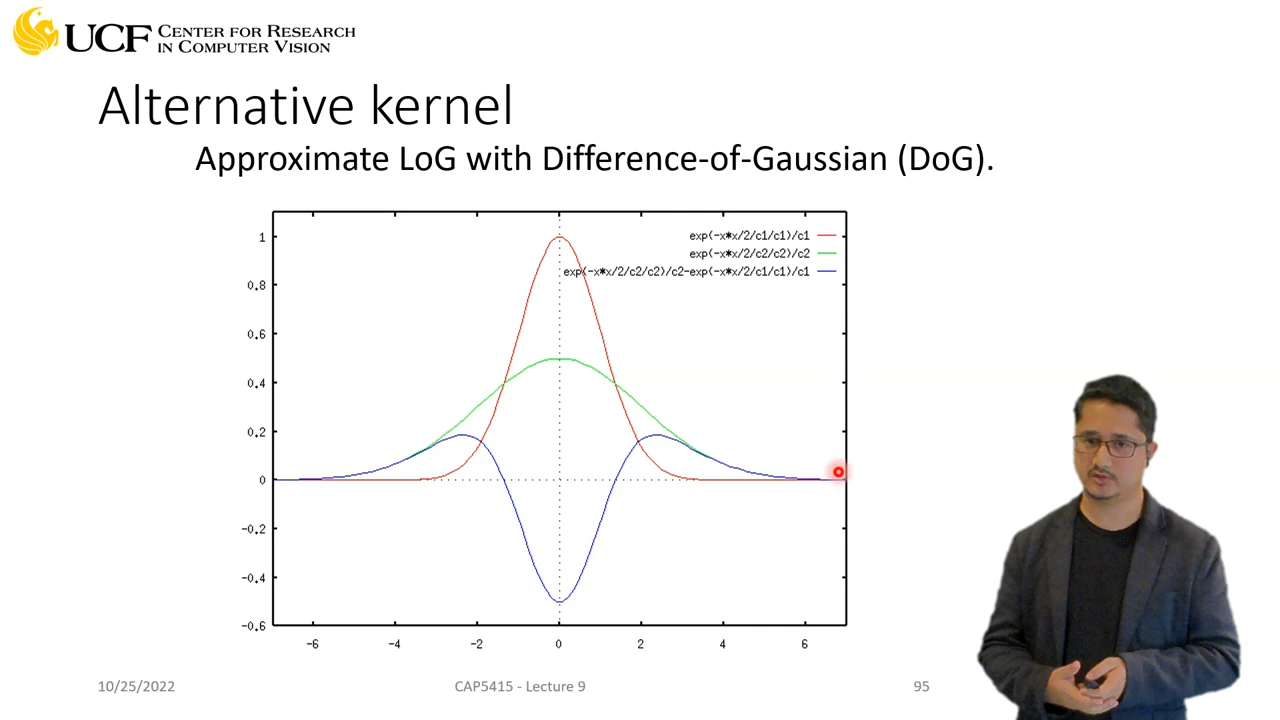 UCF CENTER FOR RESEARCH
IN COMPUTER VISION
Alternative kernel
Approximate LoG with Difference-of-Gaussian (DoG).
exp(-x*x/2/c1/c1)/c1
exp(-x*x/2/c2/c2)/c2
exp(-x*x/2/c2/c2)/c2-exp(-x*x/2/c1/c1)/c1
1
0.8
0.6
0.4
0.2
0
-0.2
-0.4
-0.6
-6 -4 -2 0 2 4 6
10/25/2022 CAP5415 - Lecture 9 95